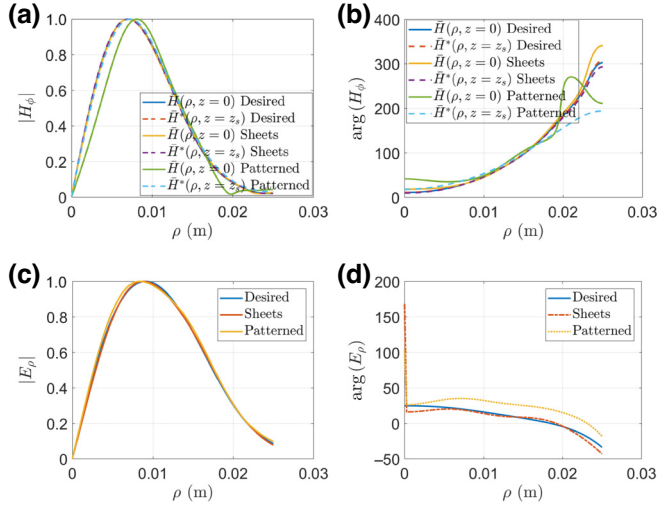 (a)
|H_ϕ|
1.0
0.8
0.6
0.4
0.2
0
0
0.01
0.02
0.03
ρ (m)
H̄(ρ, z = 0) Desired
H̄*(ρ, z = z_s) Desired
H̄(ρ, z = 0) Sheets
H̄*(ρ, z = z_s) Sheets
H̄(ρ, z = 0) Patterned
H̄*(ρ, z = z_s) Patterned
(b)
arg (H_ϕ)
400
300
200
100
0
0
0.01
0.02
0.03
ρ (m)
H̄(ρ, z = 0) Desired
H̄*(ρ, z = z_s) Desired
H̄(ρ, z = 0) Sheets
H̄*(ρ, z = z_s) Sheets
H̄(ρ, z = 0) Patterned
H̄*(ρ, z = z_s) Patterned
(c)
|E_ρ|
1.0
0.8
0.6
0.4
0.2
0
0
0.01
0.02
0.03
ρ (m)
Desired
Sheets
Patterned
(d)
arg (E_ρ)
200
150
100
50
0
−50
0
0.01
0.02
0.03
ρ (m)
Desired
Sheets
Patterned